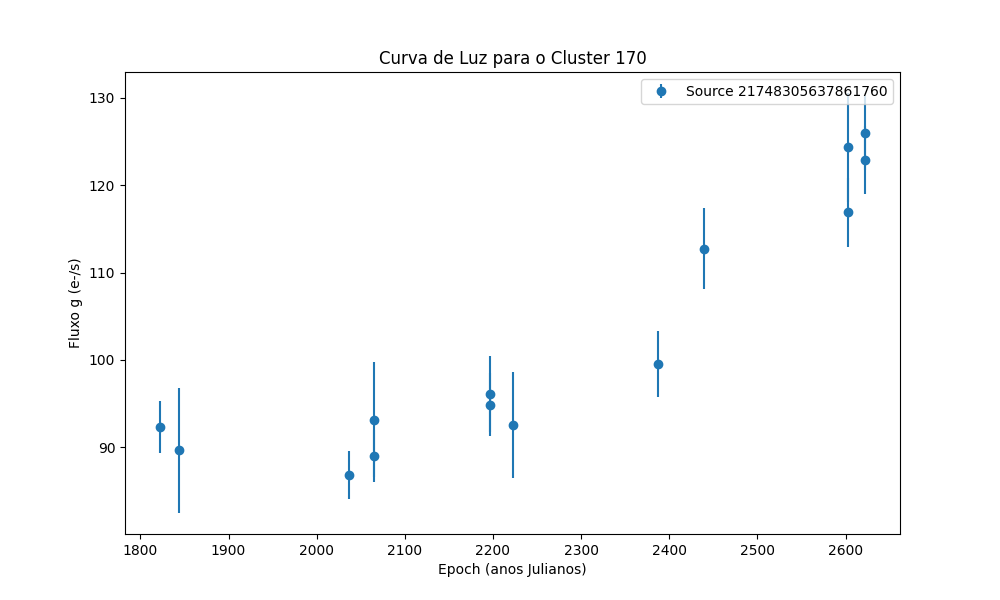 Curva de Luz para o Cluster 170
Source 21748305637861760
130
120
110
100
90
Fluxo g (e-/s)
1800 1900 2000 2100 2200 2300 2400 2500 2600
Epoch (anos Julianos)